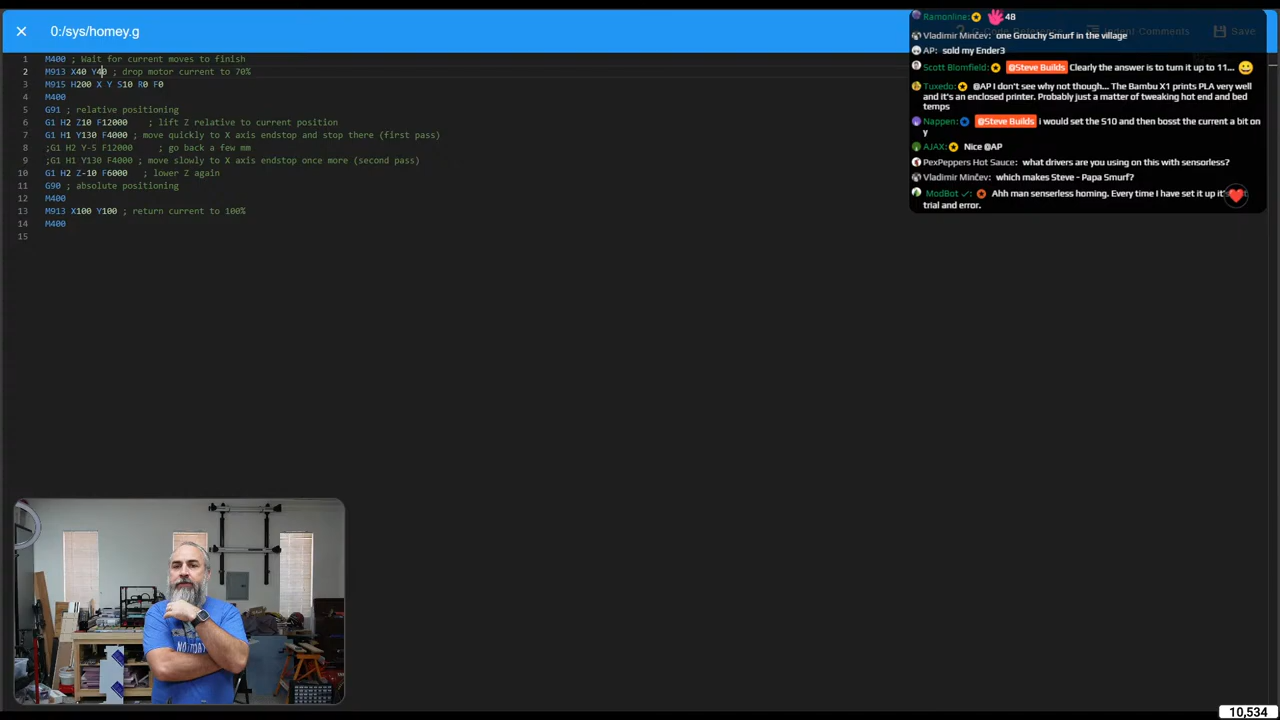 0:/sys/homey.g
Save
1 M400 ; Wait for current moves to finish
2 M913 X40 Y40 ; drop motor current to 70%
3 M915 H200 X Y S10 R0 F0
4 M400
5 G91 ; relative positioning
6 G1 H2 Z10 F12000 ; lift Z relative to current position
7 G1 H1 Y130 F4000 ; move quickly to X axis endstop and stop there (first pass)
8 ;G1 H2 Y-5 F12000 ; go back a few mm
9 ;G1 H1 Y130 F4000 ; move slowly to X axis endstop once more (second pass)
10 G1 H2 Z-10 F6000 ; lower Z again
11 G90 ; absolute positioning
12 M400
13 M913 X100 Y100 ; return current to 100%
14 M400
15
Ramonline: 48
Vladimir Minčev: one Grouchy Smurf in the village
AP: sold my Ender3
Scott Blomfield: @Steve Builds Clearly the answer is to turn it up to 11...
Tuxedo: @AP I don't see why not though... The Bambu X1 prints PLA very well
and it's an enclosed printer. Probably just a matter of tweaking hot end and bed
temps
Nappen: @Steve Builds i would set the S10 and then bosst the current a bit on
y
AJAX: Nice @AP
PexPeppers Hot Sauce: what drivers are you using on this with sensorless?
Vladimir Minčev: which makes Steve - Papa Smurf?
ModBot: Ahh man senserless homing. Every time I have set it up
trial and error.
10,534